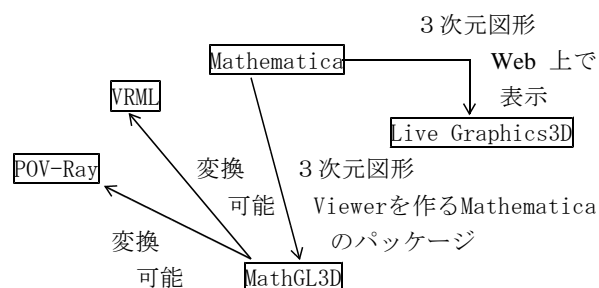 ３次元図形
Mathematica
Web 上で
表示
VRML
Live Graphics3D
POV-Ray
変換
可能
３次元図形
Viewerを作るMathematica
のパッケージ
変換
可能
MathGL3D